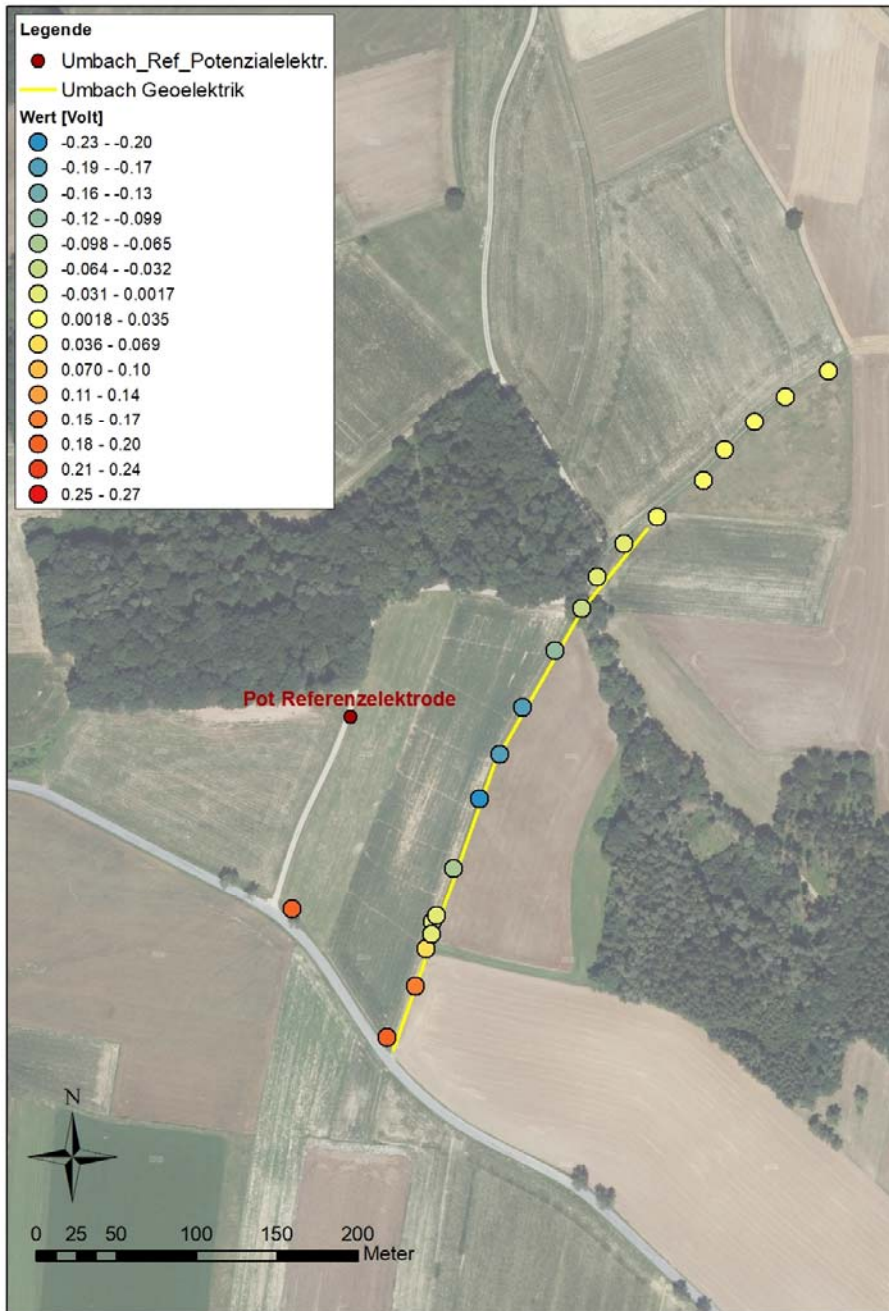 Legende
Umbach_Ref_Potenzialelektr.
Umbach Geoelektrik
Wert [Volt]
-0.23 - -0.20
-0.19 - -0.17
-0.16 - -0.13
-0.12 - -0.099
-0.098 - -0.065
-0.064 - -0.032
-0.031 - 0.0017
0.0018 - 0.035
0.036 - 0.069
0.070 - 0.10
0.11 - 0.14
0.15 - 0.17
0.18 - 0.20
0.21 - 0.24
0.25 - 0.27
Pot Referenzelektrode
N
0 25 50 100 150 200
Meter